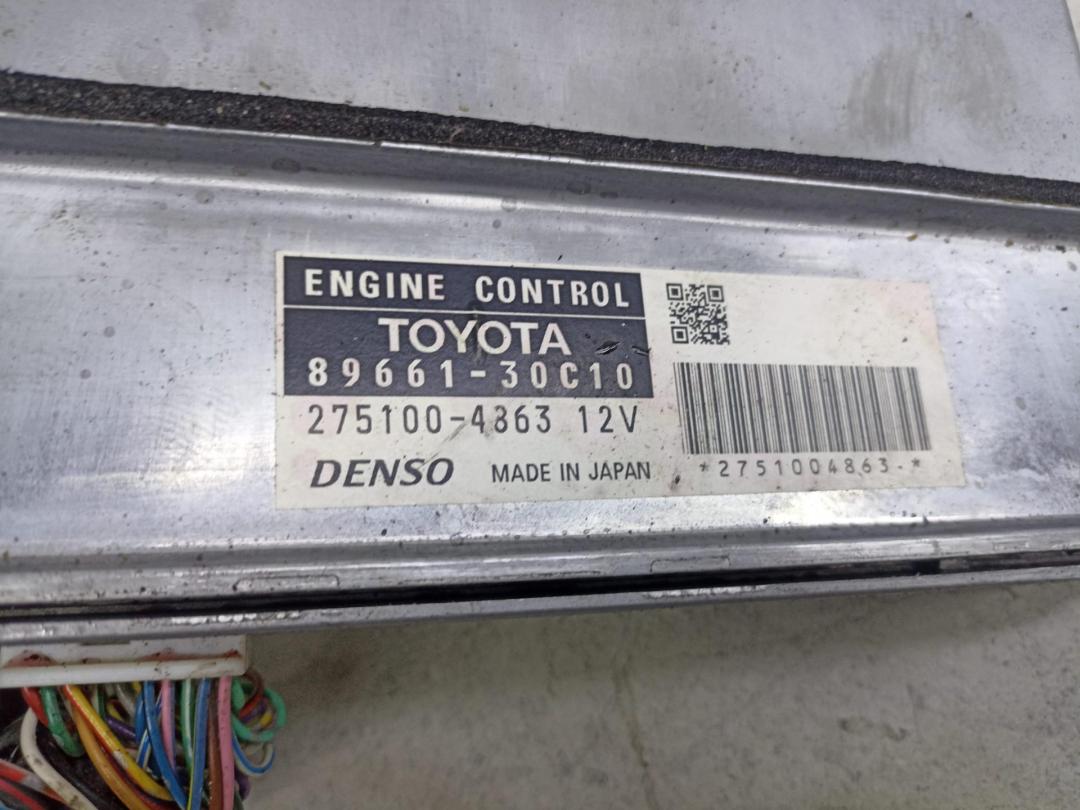 ENGINE CONTROL
TOYOTA
89661-30C10
275100-4863 12V
DENSO MADE IN JAPAN
*2751004863-*